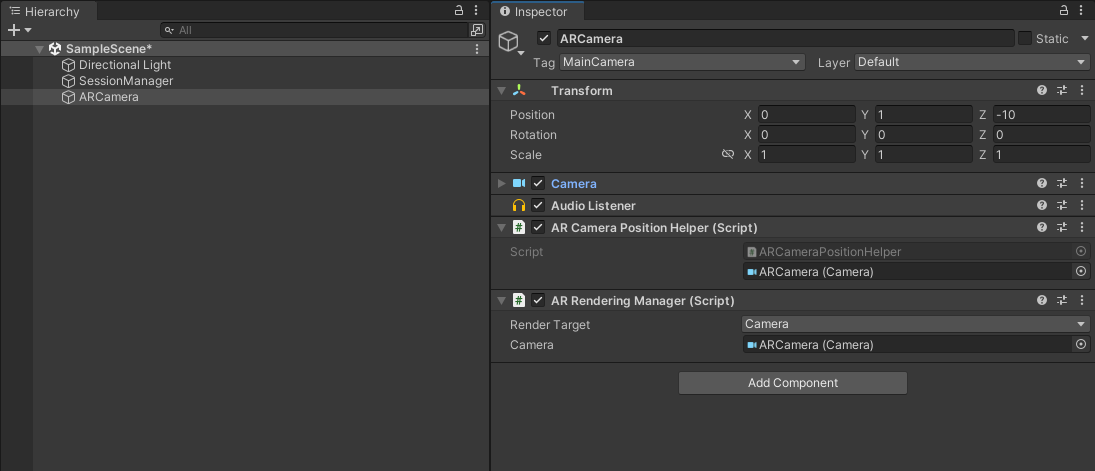 Hierarchy
All
SampleScene*
Directional Light
SessionManager
ARCamera
Inspector
ARCamera
Static
Tag MainCamera Layer Default
Transform
Position X 0 Y 1 Z -10
Rotation X 0 Y 0 Z 0
Scale X 1 Y 1 Z 1
Camera
Audio Listener
# AR Camera Position Helper (Script)
Script ARCameraPositionHelper
ARCamera (Camera)
# AR Rendering Manager (Script)
Render Target Camera
Camera ARCamera (Camera)
Add Component